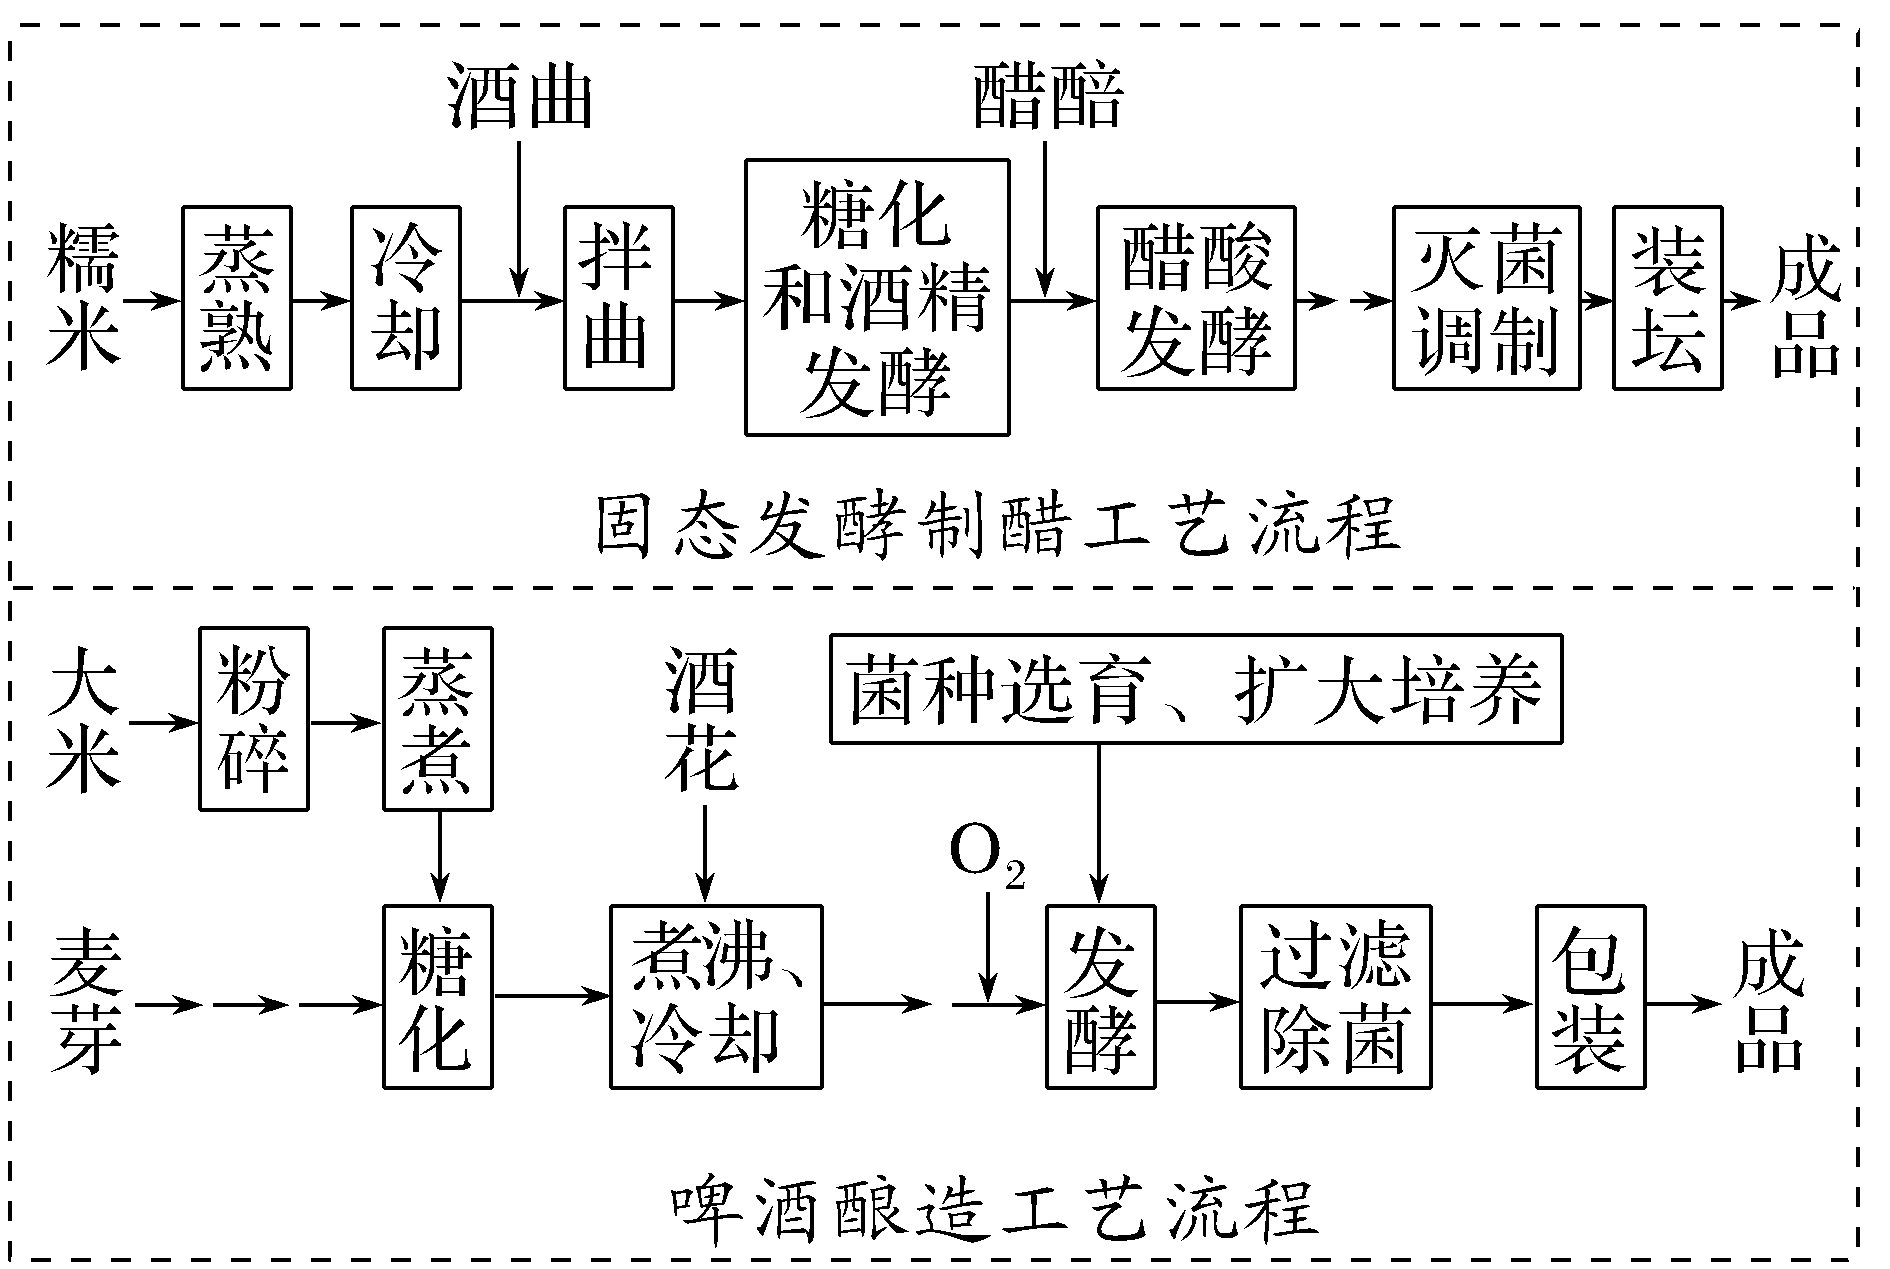 酒曲
醋醅
糯米
蒸熟
冷却
拌曲
糖化
和酒精
发酵
醋酸
发酵
灭菌
调制
装坛
成品
固态发酵制醋工艺流程
大米
粉碎
蒸煮
酒花
菌种选育、扩大培养
O₂
麦芽
糖化
煮沸、
冷却
发酵
过滤
除菌
包装
成品
啤酒酿造工艺流程